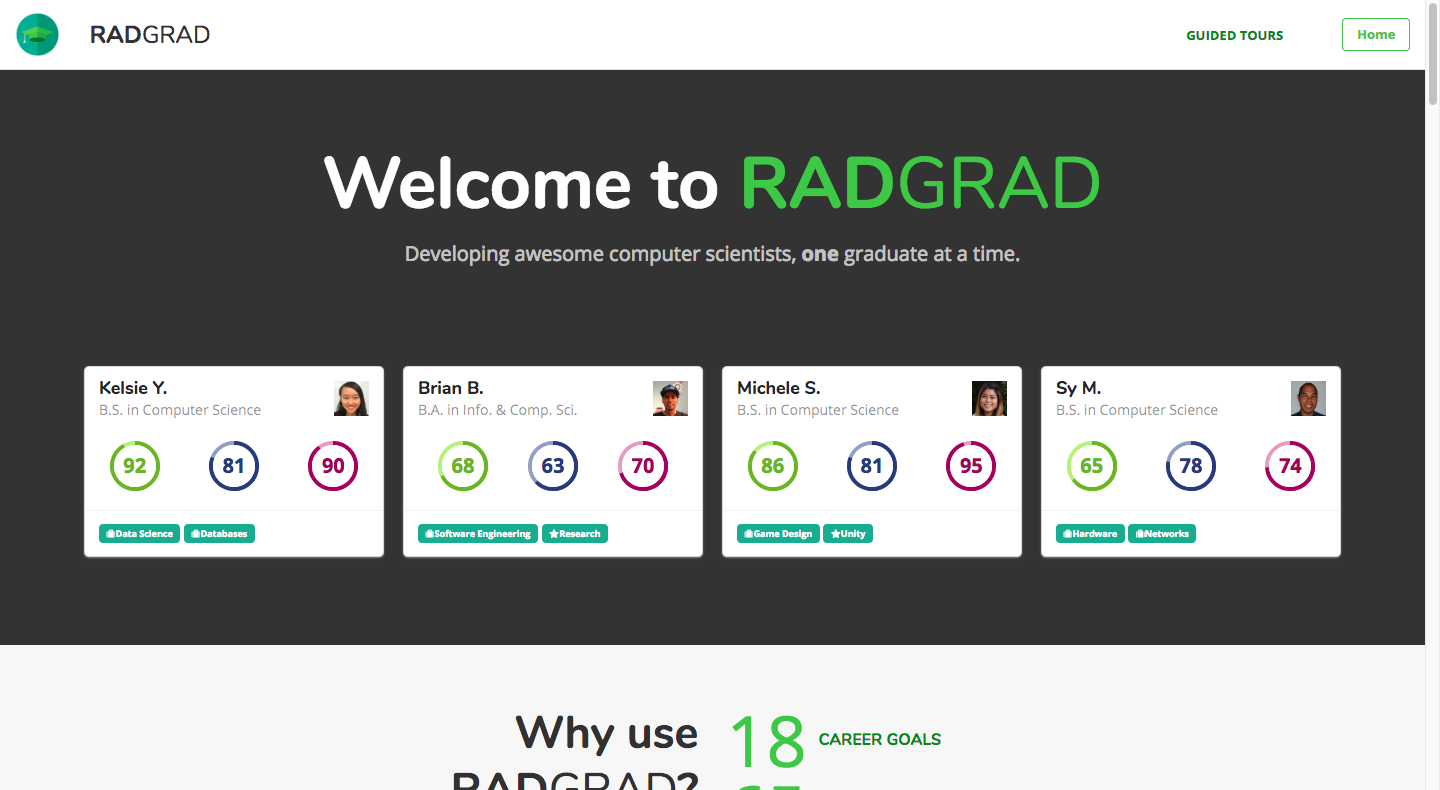 RADGRAD
GUIDED TOURS
Home
Welcome to RADGRAD
Developing awesome computer scientists, one graduate at a time.
Kelsie Y.
B.S. in Computer Science
92 81 90
Data Science Databases
Brian B.
B.A. in Info. & Comp. Sci.
68 63 70
Software Engineering Research
Michele S.
B.S. in Computer Science
86 81 95
Game Design Unity
Sy M.
B.S. in Computer Science
65 78 74
Hardware Networks
Why use
RADGRAD?
18 CAREER GOALS